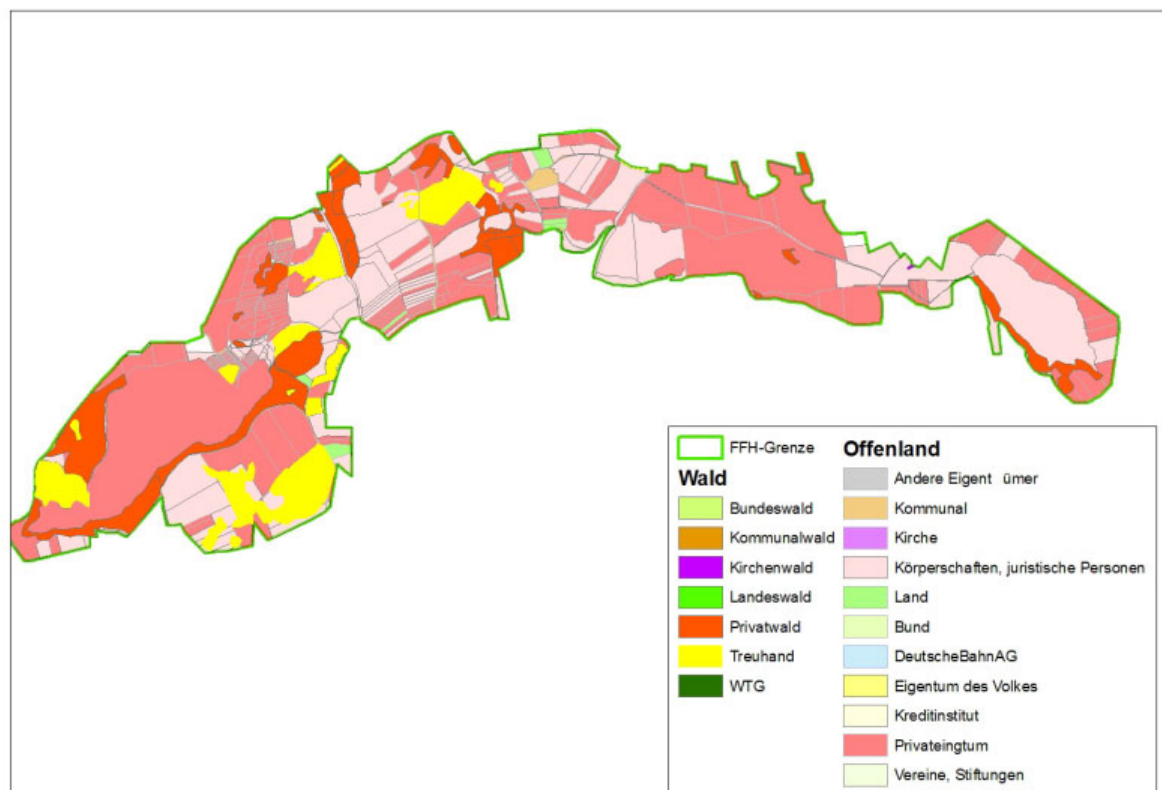 FFH-Grenze
Wald
Bundeswald
Kommunalwald
Kirchenwald
Landeswald
Privatwald
Treuhand
WTG
Offenland
Andere Eigent ümer
Kommunal
Kirche
Körperschaften, juristische Personen
Land
Bund
DeutscheBahnAG
Eigentum des Volkes
Kreditinstitut
Privateingtum
Vereine, Stiftungen